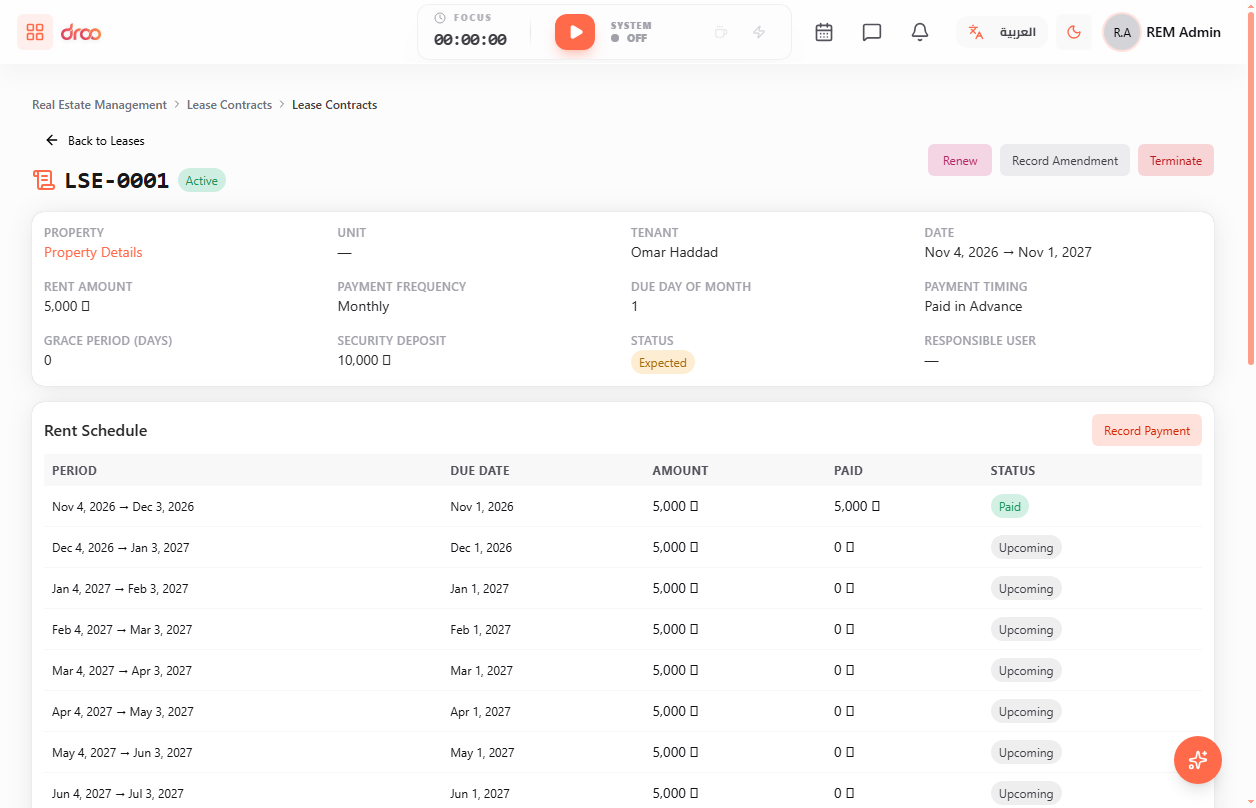 droo
FOCUS
00:00:00
SYSTEM
OFF
العربية
R.A
REM Admin
Real Estate Management > Lease Contracts > Lease Contracts
← Back to Leases
LSE-0001 Active
Renew
Record Amendment
Terminate
PROPERTY UNIT TENANT DATE
Property Details — Omar Haddad Nov 4, 2026 → Nov 1, 2027
RENT AMOUNT PAYMENT FREQUENCY DUE DAY OF MONTH PAYMENT TIMING
5,000 Monthly 1 Paid in Advance
GRACE PERIOD (DAYS) SECURITY DEPOSIT STATUS RESPONSIBLE USER
0 10,000 Expected —
Rent Schedule Record Payment
PERIOD DUE DATE AMOUNT PAID STATUS
Nov 4, 2026 → Dec 3, 2026 Nov 1, 2026 5,000 5,000 Paid
Dec 4, 2026 → Jan 3, 2027 Dec 1, 2026 5,000 0 Upcoming
Jan 4, 2027 → Feb 3, 2027 Jan 1, 2027 5,000 0 Upcoming
Feb 4, 2027 → Mar 3, 2027 Feb 1, 2027 5,000 0 Upcoming
Mar 4, 2027 → Apr 3, 2027 Mar 1, 2027 5,000 0 Upcoming
Apr 4, 2027 → May 3, 2027 Apr 1, 2027 5,000 0 Upcoming
May 4, 2027 → Jun 3, 2027 May 1, 2027 5,000 0 Upcoming
Jun 4, 2027 → Jul 3, 2027 Jun 1, 2027 5,000 0 Upcoming